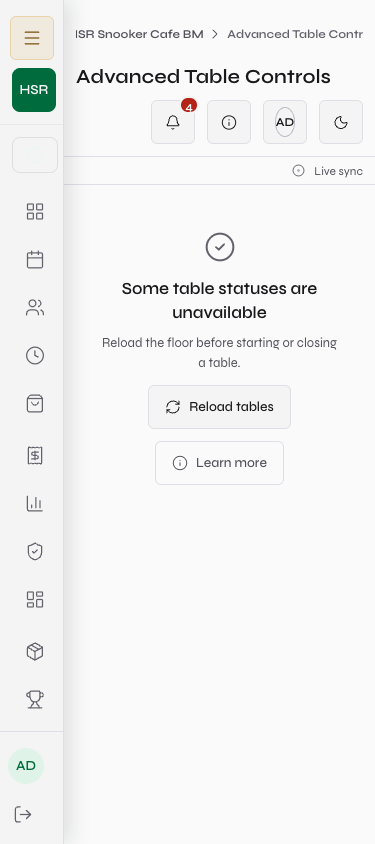 HSR
HSR Snooker Cafe BM > Advanced Table Contr
Advanced Table Controls
4
AD
Live sync
Some table statuses are
unavailable
Reload the floor before starting or closing
a table.
Reload tables
Learn more
AD